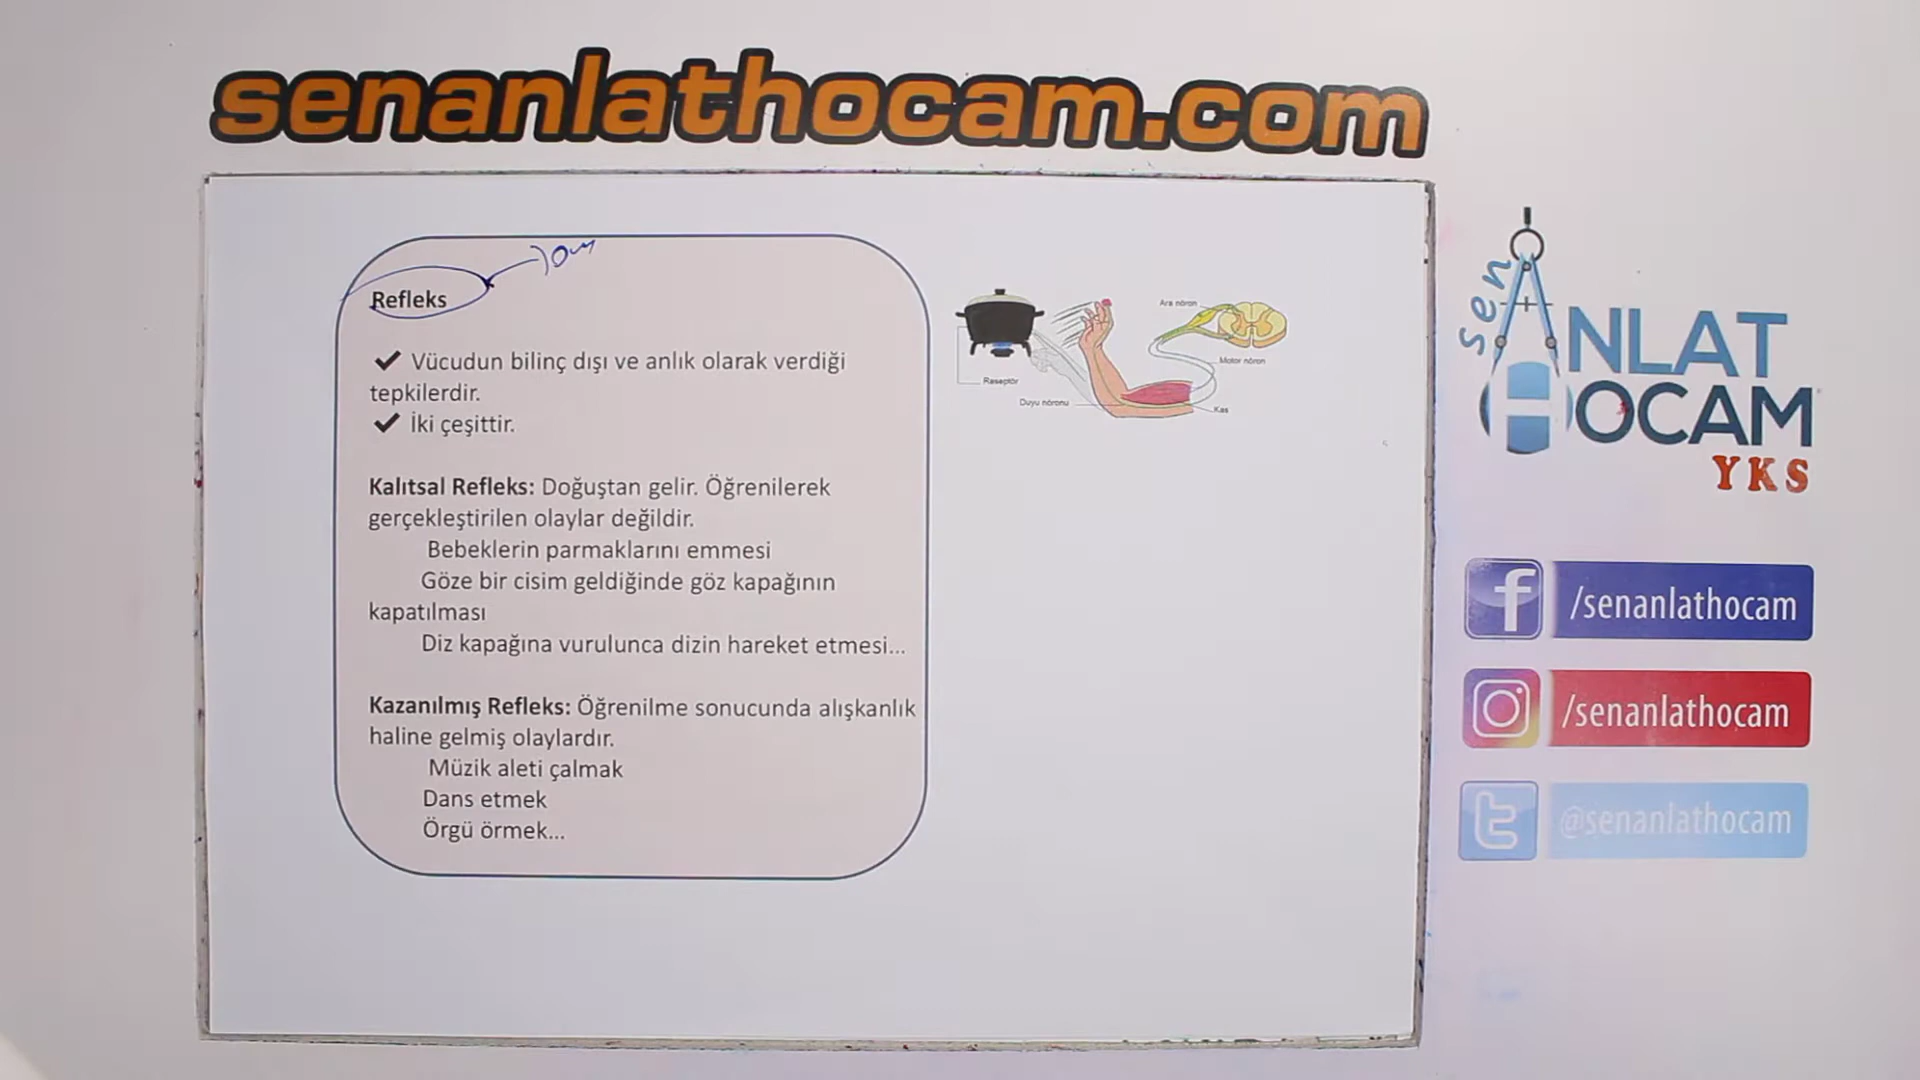 senanlathocam.com
Refleks
✔ Vücudun bilinç dışı ve anlık olarak verdiği
tepkilerdir.
✔ İki çeşittir.
Kalıtsal Refleks: Doğuştan gelir. Öğrenilerek
gerçekleştirilen olaylar değildir.
Bebeklerin parmaklarını emmesi
Göze bir cisim geldiğinde göz kapağının
kapatılması
Diz kapağına vurulunca dizin hareket etmesi...
Kazanılmış Refleks: Öğrenilme sonucunda alışkanlık
haline gelmiş olaylardır.
Müzik aleti çalmak
Dans etmek
Örgü örmek...
Ara nöron
Motor nöron
Raseptör
Duyu nöronu
Kas
sen
ANLAT
HOCAM
YKS
/senanlathocam
/senanlathocam
@senanlathocam